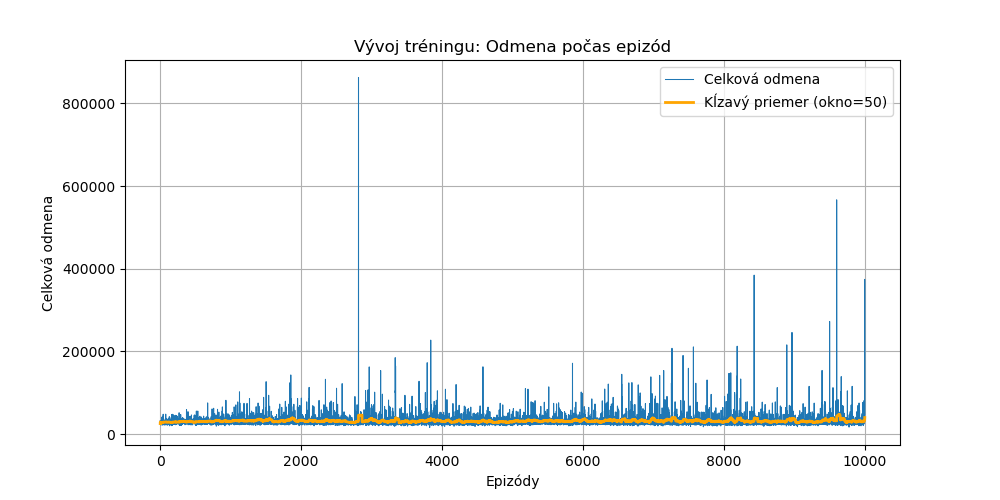 Vývoj tréningu: Odmena počas epizód
Celková odmena
Kĺzavý priemer (okno=50)
Celková odmena
800000
600000
400000
200000
0
0
2000
4000
6000
8000
10000
Epizódy